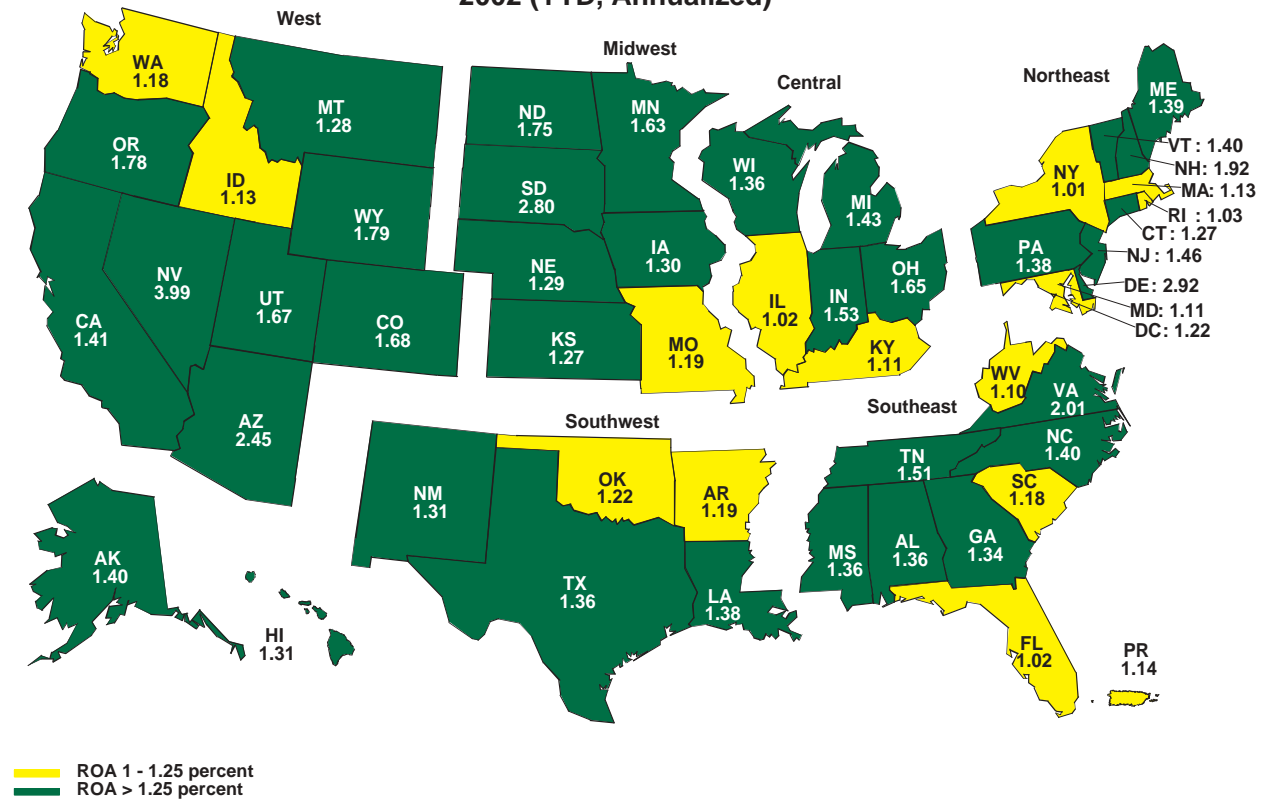 2002 (YTD, Annualized)
West
Midwest
Central
Northeast
WA
1.18
MT
1.28
OR
1.78
ID
1.13
WY
1.79
NV
3.99
UT
1.67
CO
1.68
CA
1.41
AZ
2.45
AK
1.40
HI
1.31
ND
1.75
MN
1.63
SD
2.80
IA
1.30
NE
1.29
KS
1.27
MO
1.19
WI
1.36
MI
1.43
IL
1.02
IN
1.53
OH
1.65
KY
1.11
ME
1.39
VT : 1.40
NH: 1.92
NY
1.01
MA: 1.13
RI : 1.03
CT: 1.27
PA
1.38
NJ : 1.46
DE: 2.92
MD: 1.11
DC: 1.22
Southwest
NM
1.31
OK
1.22
AR
1.19
TX
1.36
LA
1.38
Southeast
WV
1.10
VA
2.01
NC
1.40
TN
1.51
SC
1.18
MS
1.36
AL
1.36
GA
1.34
FL
1.02
PR
1.14
ROA 1 - 1.25 percent
ROA > 1.25 percent